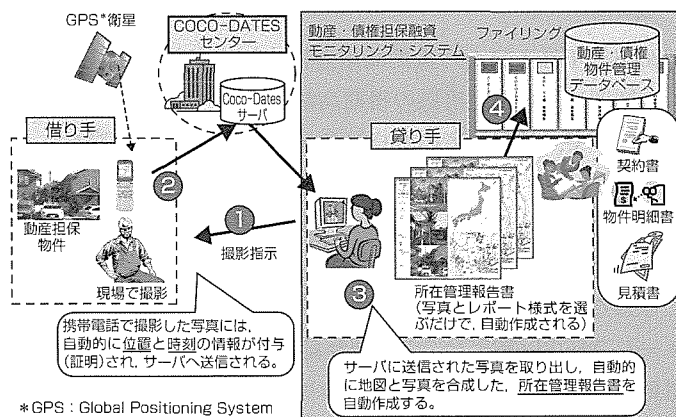 GPS*衛星
COCO-DATES
センター
Coco-Dates
サーバ
借り手
動産担保
物件
②
現場で撮影
①
撮影指示
携帯電話で撮影した写真には,
自動的に位置と時刻の情報が付与
(証明)され, サーバへ送信される。
*GPS：Global Positioning System
動産・債権担保融資
モニタリング・システム
ファイリング
動産・債権
物件管理
データベース
④
貸り手
契約書
物件明細書
見積書
③
所在管理報告書
(写真とレポート様式を選
ぶだけで, 自動作成される)
サーバに送信された写真を取り出し, 自動的
に地図と写真を合成した, 所在管理報告書を
自動作成する。